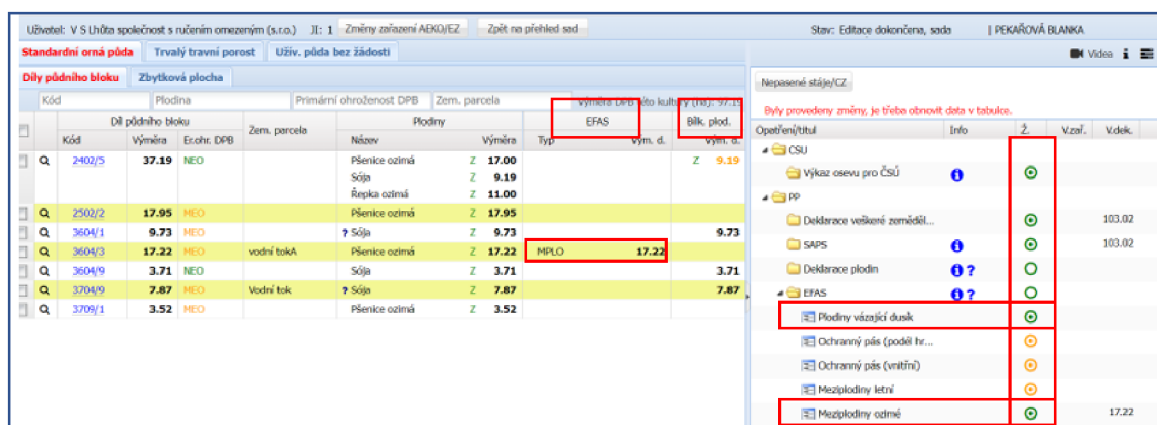 Uživatel: V S Lhůta společnost s ručením omezeným (s.r.o.) JI: 1 Změny zařazení AEKO/EZ Zpět na přehled sad Stav: Editace dokončena, sada | PEKAŘOVÁ BLANKA
Standardní orná půda Trvalý travní porost Užív. půda bez žádosti Videa
Díly půdního bloku Zbytková plocha
Nepasené stáje/CZ
Kód Plodina Primární ohroženost DPB Zem. parcela Výměra DPB této kultury (ha): 97.19
Byly provedeny změny, je třeba obnovit data v tabulce.
Díl půdního bloku Zem. parcela Plodiny EFAS Bílk. plod.
Kód Výměra Er.ohr. DPB Název Výměra Typ Vým. d. Vým. d.
2402/5 37.19 NEO Pšenice ozimá Z 17.00 Z 9.19
Sója Z 9.19
Řepka ozimá Z 11.00
2502/2 17.95 MEO Pšenice ozimá Z 17.95
3604/1 9.73 MEO ? Sója Z 9.73 9.73
3604/3 17.22 MEO vodní tokA Pšenice ozimá Z 17.22 MPLO 17.22
3604/9 3.71 NEO Sója Z 3.71 3.71
3704/9 7.87 MEO Vodní tok ? Sója Z 7.87 7.87
3709/1 3.52 MEO Pšenice ozimá Z 3.52
Opatření/titul Info Ž. V.zař. V.dek.
CSU
Výkaz osevu pro ČSÚ
PP
Deklarace veškeré zeměděl... 103.02
SAPS 103.02
Deklarace plodin ?
EFAS ?
Plodiny vázající dusík
Ochranný pás (podél hr...
Ochranný pás (vnitřní)
Meziplodiny letní
Meziplodiny ozimé 17.22